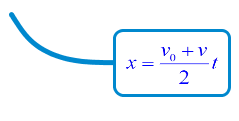 x = (v₀ + v)/2 t